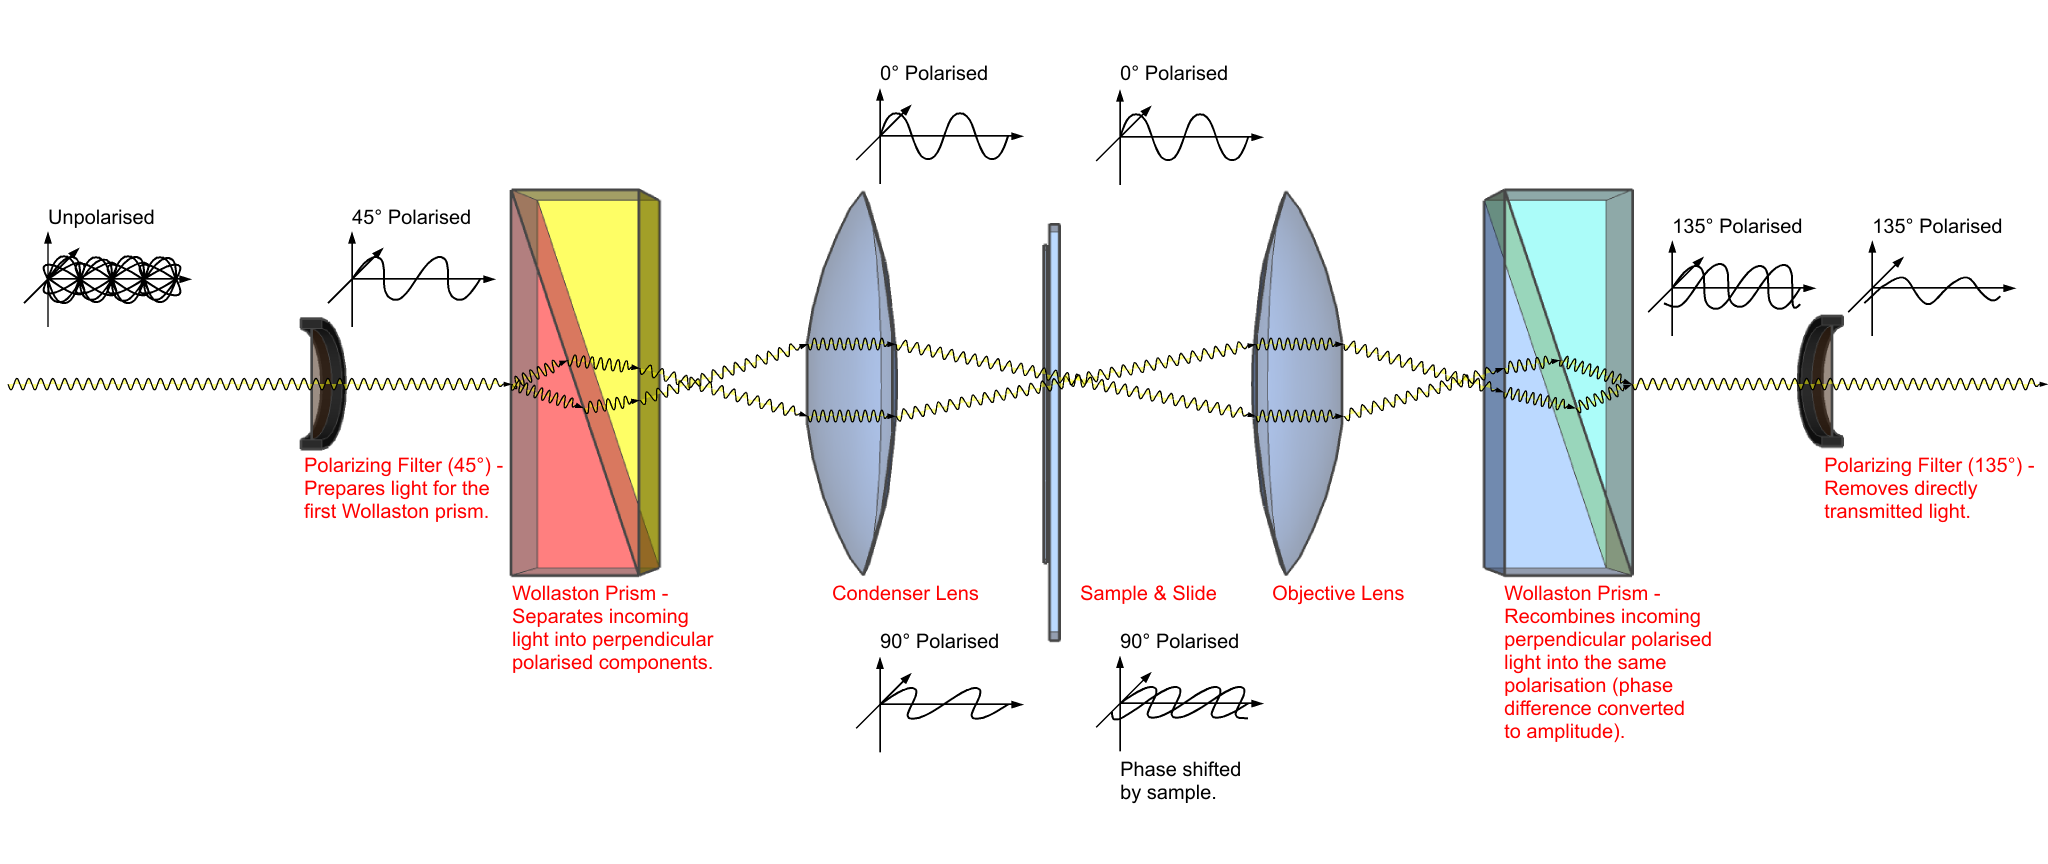 0° Polarised
0° Polarised
Unpolarised
45° Polarised
135° Polarised
135° Polarised
Polarizing Filter (45°) -
Prepares light for the
first Wollaston prism.
Polarizing Filter (135°) -
Removes directly
transmitted light.
Wollaston Prism -
Separates incoming
light into perpendicular
polarised components.
Condenser Lens
Sample & Slide
Objective Lens
Wollaston Prism -
Recombines incoming
perpendicular polarised
light into the same
polarisation (phase
difference converted
to amplitude).
90° Polarised
90° Polarised
Phase shifted
by sample.